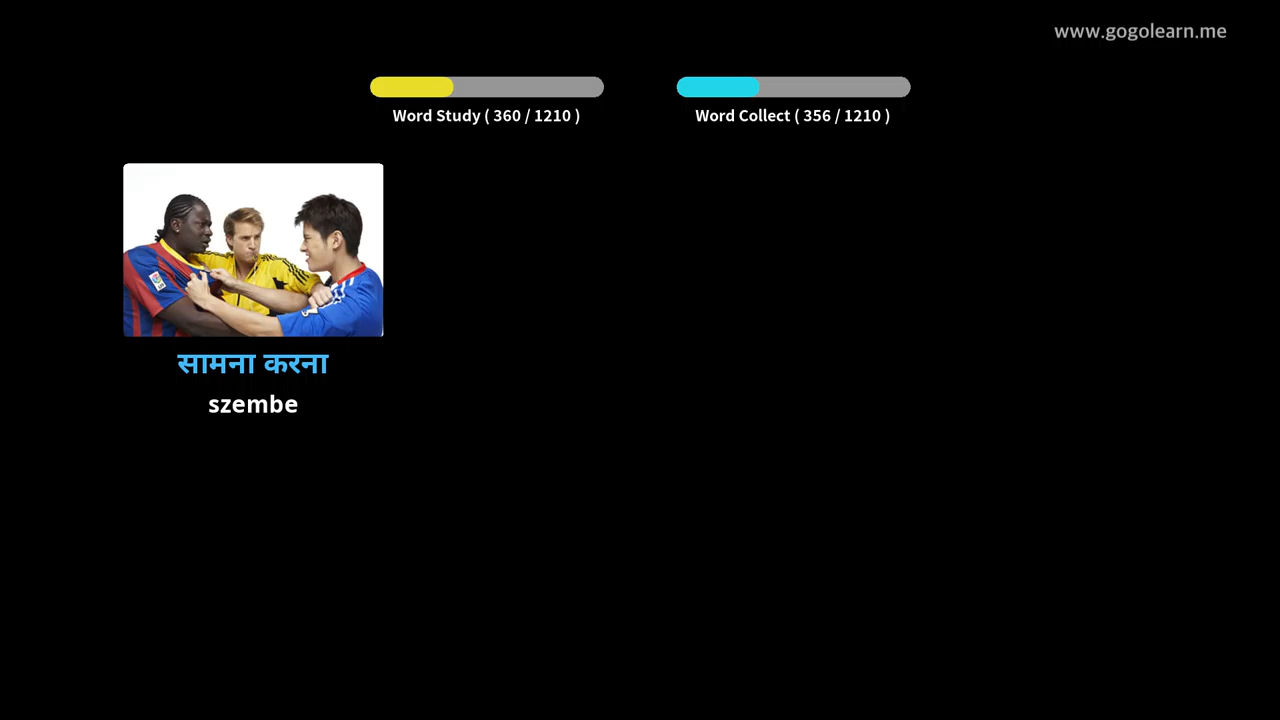 www.gogolearn.me
Word Study ( 360 / 1210 )
Word Collect ( 356 / 1210 )
सामना करना
szembe